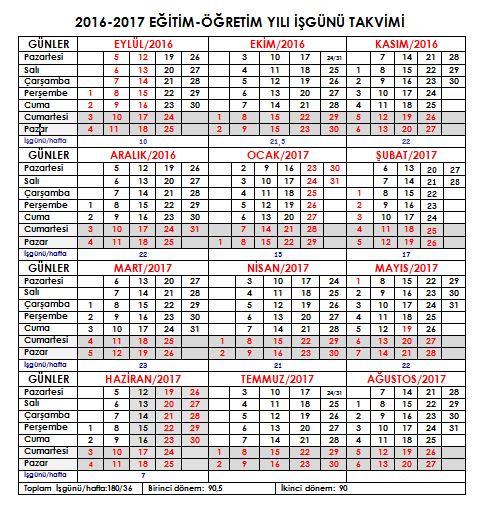 2016-2017 EĞİTİM-ÖĞRETİM YILI İŞGÜNÜ TAKVİMİ
GÜNLER EYLÜL/2016 EKİM/2016 KASIM/2016
Pazartesi 5 12 19 26 3 10 17 24/31 7 14 21 28
Salı 6 13 20 27 4 11 18 25 1 8 15 22 29
Çarşamba 7 14 21 28 5 12 19 26 2 9 16 23 30
Perşembe 1 8 15 22 29 6 13 20 27 3 10 17 24
Cuma 2 9 16 23 30 7 14 21 28 4 11 18 25
Cumartesi 3 10 17 24 1 8 15 22 29 5 12 19 26
Pazar 4 11 18 25 2 9 16 23 30 6 13 20 27
İşgünü/hafta 10 21,5 22
GÜNLER ARALIK/2016 OCAK/2017 ŞUBAT/2017
Pazartesi 5 12 19 26 2 9 16 23 30 6 13 20 27
Salı 6 13 20 27 3 10 17 24 31 7 14 21 28
Çarşamba 7 14 21 28 4 11 18 25 1 8 15 22
Perşembe 1 8 15 22 29 5 12 19 26 2 9 16 23
Cuma 2 9 16 23 30 6 13 20 27 3 10 17 24
Cumartesi 3 10 17 24 31 7 14 21 28 4 11 18 25
Pazar 4 11 18 25 1 8 15 22 29 5 12 19 26
İşgünü/hafta 22 15 17
GÜNLER MART/2017 NİSAN/2017 MAYIS/2017
Pazartesi 6 13 20 27 3 10 17 24 1 8 15 22 29
Salı 7 14 21 28 4 11 18 25 2 9 16 23 30
Çarşamba 1 8 15 22 29 5 12 19 26 3 10 17 24 31
Perşembe 2 9 16 23 30 6 13 20 27 4 11 18 25
Cuma 3 10 17 24 31 7 14 21 28 5 12 19 26
Cumartesi 4 11 18 25 1 8 15 22 29 6 13 20 27
Pazar 5 12 19 26 2 9 16 23 30 7 14 21 28
İşgünü/hafta 23 21 22
GÜNLER HAZİRAN/2017 TEMMUZ/2017 AĞUSTOS/2017
Pazartesi 5 12 19 26 3 10 17 24/31 7 14 21 28
Salı 6 13 20 27 4 11 18 25 1 8 15 22 29
Çarşamba 7 14 21 28 5 12 19 26 2 9 16 23 30
Perşembe 1 8 15 22 29 6 13 20 27 3 10 17 24 31
Cuma 2 9 16 23 30 7 14 21 28 4 11 18 25
Cumartesi 3 10 17 24 1 8 15 22 29 5 12 19 26
Pazar 4 11 18 25 2 9 16 23 30 6 13 20 27
İşgünü/hafta 7
Toplam İşgünü/hafta:180/36 Birinci dönem: 90,5 İkinci dönem: 90